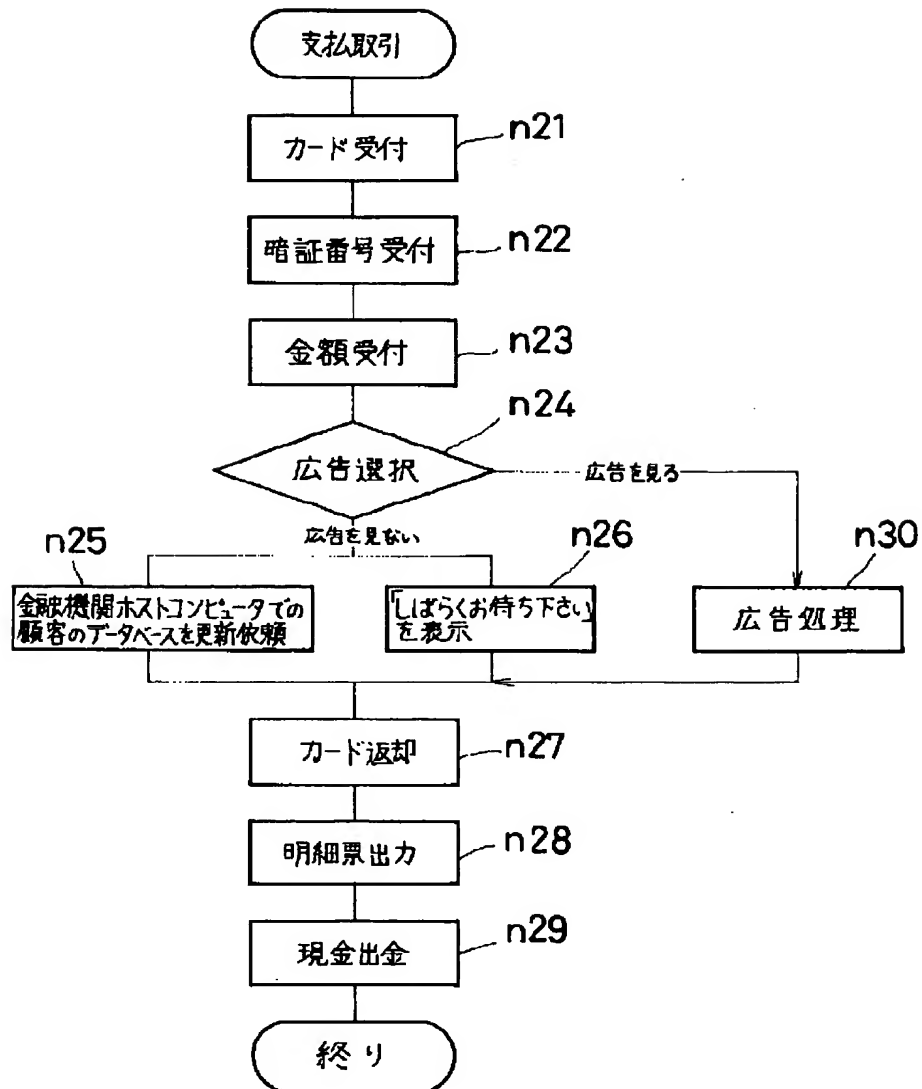 支払取引
カード受付
n21
暗証番号受付
n22
金額受付
n23
n24
広告選択
広告を見る
広告を見ない
n25
n26
n30
金融機関ホストコンピュータでの
顧客のデータベースを更新依頼
「しばらくお待ち下さい」
を表示
広告処理
カード返却
n27
明細票出力
n28
現金出金
n29
終り